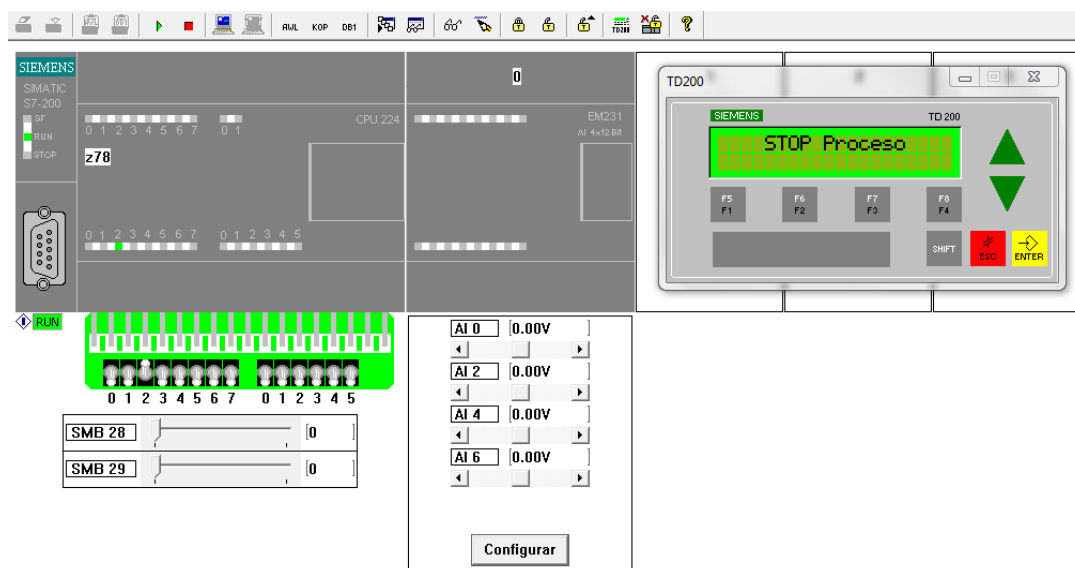 AWL KOP DB1 TD200
SIEMENS
SIMATIC
S7-200
SF
RUN
STOP
0 1 2 3 4 5 6 7 0 1
CPU 224
z78
0 1 2 3 4 5 6 7 0 1 2 3 4 5
0
EM231
AI 4x12 Bit
TD200
SIEMENS
TD 200
STOP Proceso
F5 F6 F7 F8
F1 F2 F3 F4
SHIFT ESC ENTER
RUN
0 1 2 3 4 5 6 7 0 1 2 3 4 5
SMB 28 [0 ]
SMB 29 [0 ]
AI 0 [0.00V ]
AI 2 [0.00V ]
AI 4 [0.00V ]
AI 6 [0.00V ]
Configurar